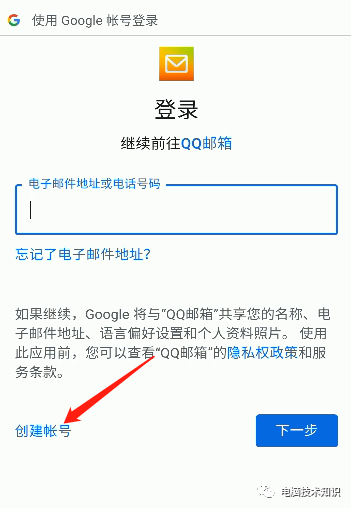 使用 Google 帐号登录
登录
继续前往QQ邮箱
电子邮件地址或电话号码
忘记了电子邮件地址?
如果继续，Google 将与“QQ邮箱”共享您的名称、电
子邮件地址、语言偏好设置和个人资料照片。 使用
此应用前，您可以查看“QQ邮箱”的隐私权政策和服
务条款。
创建帐号
下一步
电脑技术知识